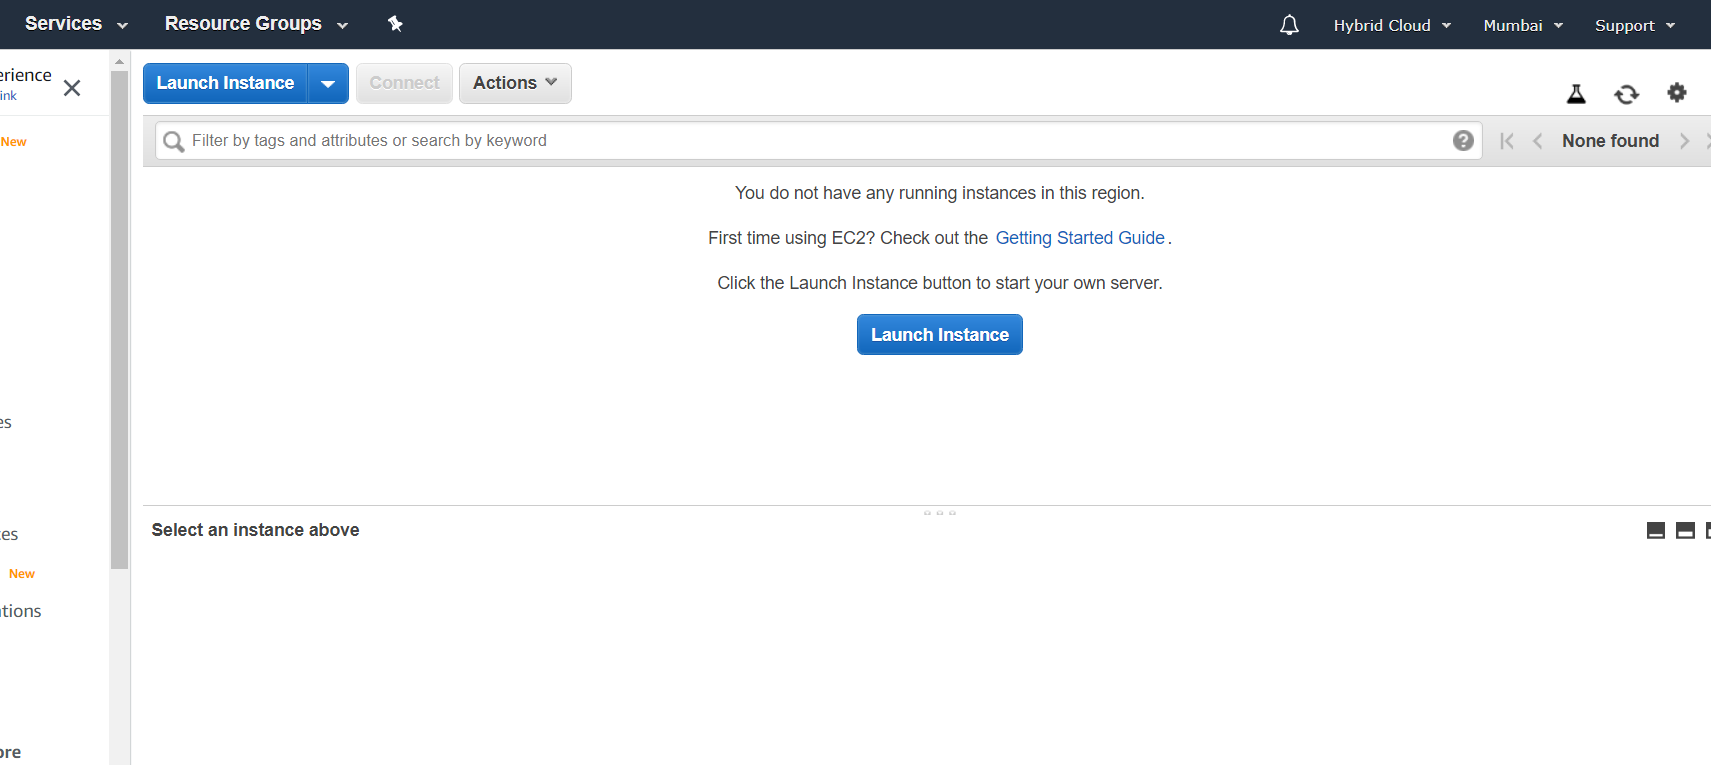 Services Resource Groups Hybrid Cloud Mumbai Support
erience
ink
New
Launch Instance Connect Actions
Filter by tags and attributes or search by keyword None found
You do not have any running instances in this region.
First time using EC2? Check out the Getting Started Guide.
Click the Launch Instance button to start your own server.
Launch Instance
es
Select an instance above
es
New
tions
ore